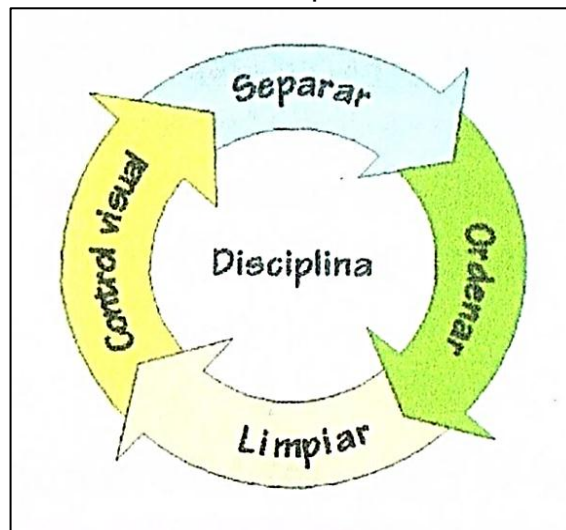 Separar
Ordenar
Disciplina
Control visual
Limpiar